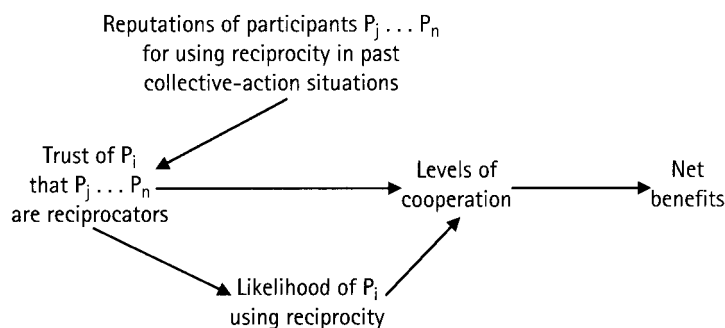 Reputations of participants Pj . . . Pn
for using reciprocity in past
collective-action situations
Trust of Pi
that Pj . . . Pn
are reciprocators
Levels of
cooperation
Net
benefits
Likelihood of Pi
using reciprocity